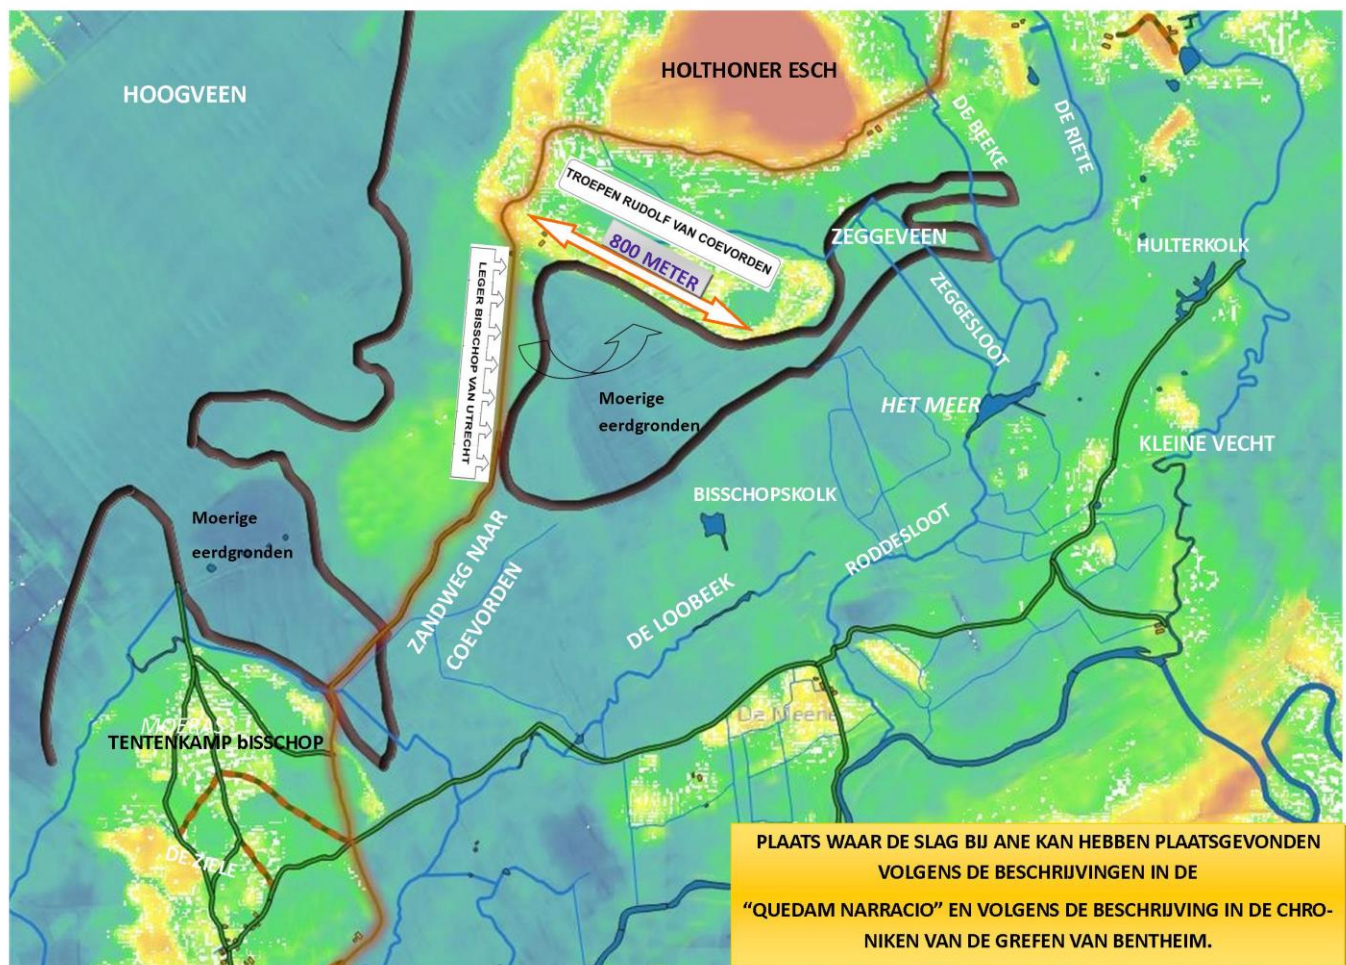 HOLTHONER ESCH
HOOGVEEN
DE BEEKE
DE RIETE
TROEPEN RUDOLF VAN COEVORDEN
800 METER
ZEGGEVEEN
HULTERKOLK
LEGER BISSCHOP VAN UTRECHT
ZEGGESLOOT
Moerige
eerdgronden
HET MEER
KLEINE VECHT
BISSCHOPSKOLK
Moerige
eerdgronden
ZANDWEG NAAR
COEVORDEN
RODDESLOOT
DE LOOBEEK
MOERAS
TENTENKAMP bISSCHOP
De Meene
DE ZIELE
PLAATS WAAR DE SLAG BIJ ANE KAN HEBBEN PLAATSGEVONDEN
VOLGENS DE BESCHRIJVINGEN IN DE
“QUEDAM NARRACIO” EN VOLGENS DE BESCHRIJVING IN DE CHRO-
NIKEN VAN DE GREFEN VAN BENTHEIM.